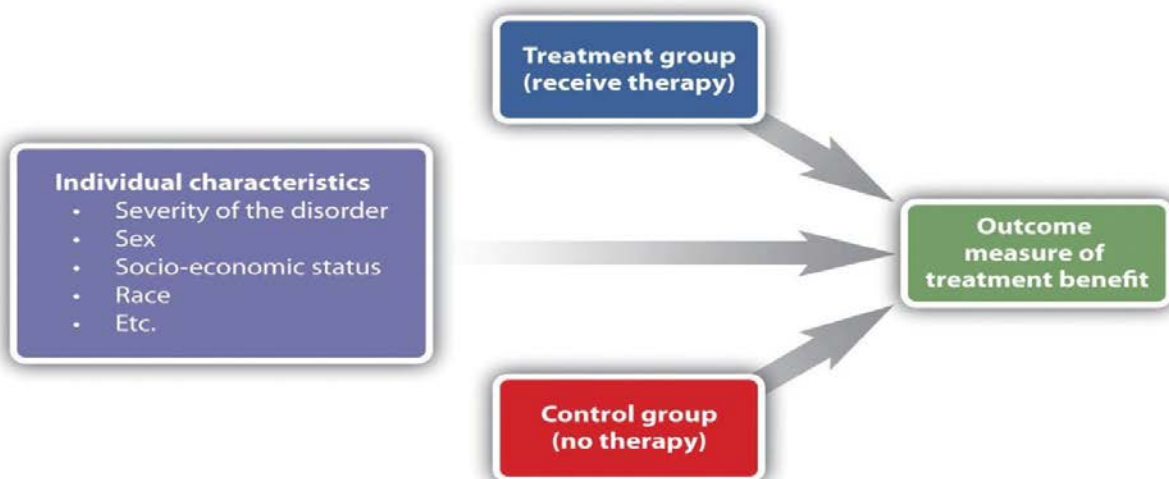 Treatment group
(receive therapy)
Individual characteristics
• Severity of the disorder
• Sex
• Socio-economic status
• Race
• Etc.
Outcome
measure of
treatment benefit
Control group
(no therapy)